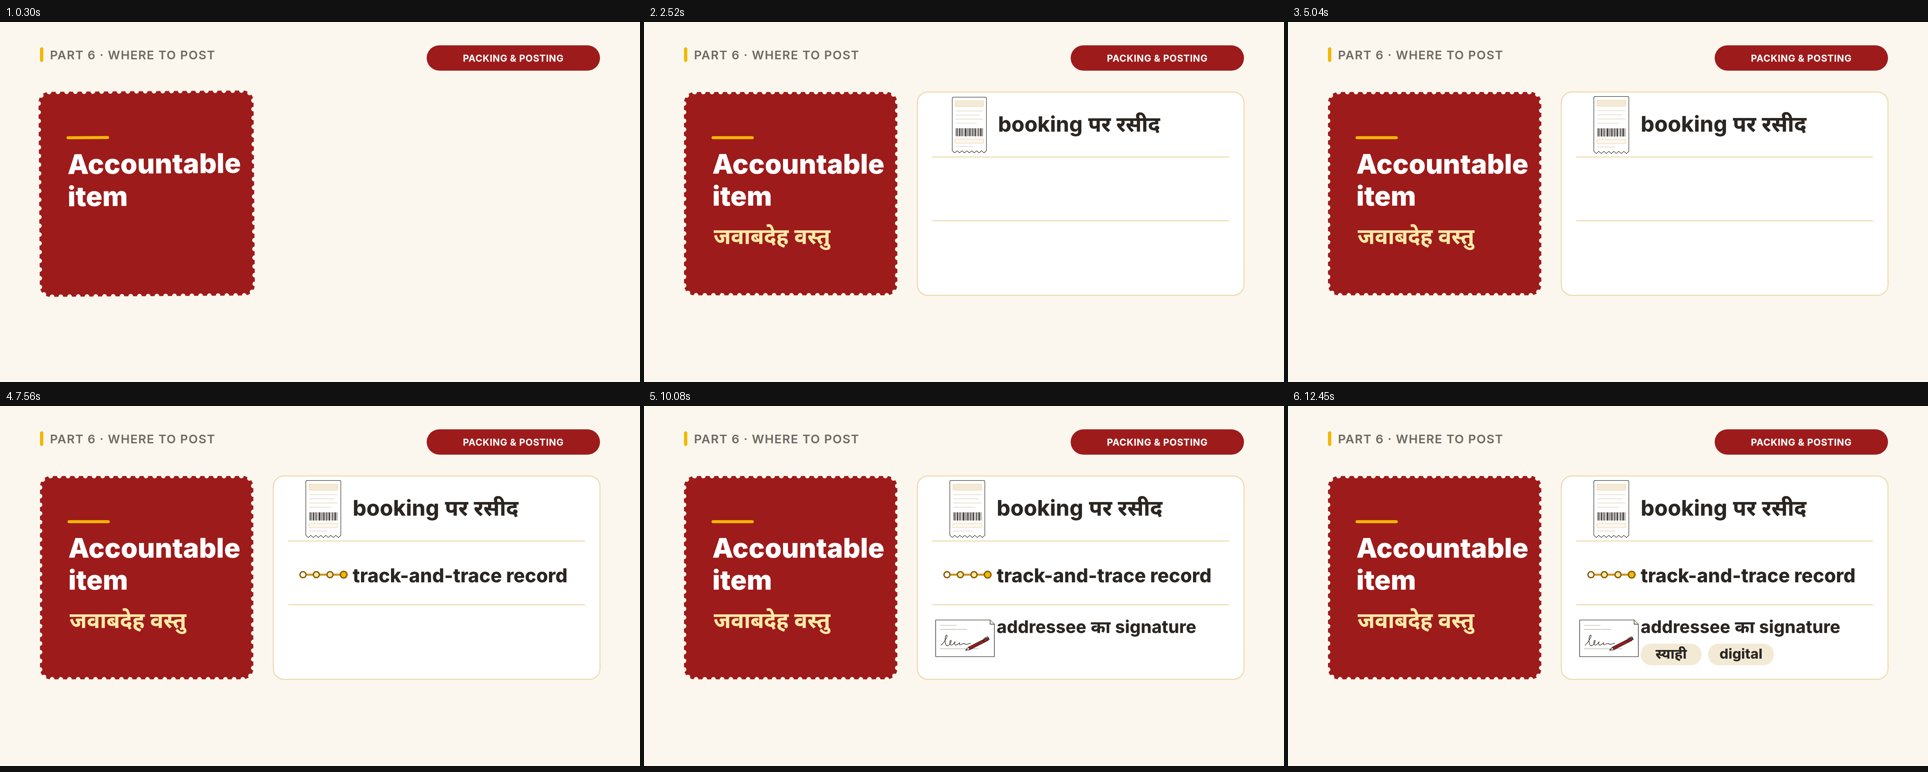 1. 0.30s
PART 6 · WHERE TO POST
PACKING & POSTING
Accountable
item
2. 2.52s
PART 6 · WHERE TO POST
PACKING & POSTING
Accountable
item
जवाबदेह वस्तु
booking पर रसीद
3. 5.04s
PART 6 · WHERE TO POST
PACKING & POSTING
Accountable
item
जवाबदेह वस्तु
booking पर रसीद
4. 7.56s
PART 6 · WHERE TO POST
PACKING & POSTING
Accountable
item
जवाबदेह वस्तु
booking पर रसीद
track-and-trace record
5. 10.08s
PART 6 · WHERE TO POST
PACKING & POSTING
Accountable
item
जवाबदेह वस्तु
booking पर रसीद
track-and-trace record
addressee का signature
6. 12.45s
PART 6 · WHERE TO POST
PACKING & POSTING
Accountable
item
जवाबदेह वस्तु
booking पर रसीद
track-and-trace record
addressee का signature
स्याही
digital